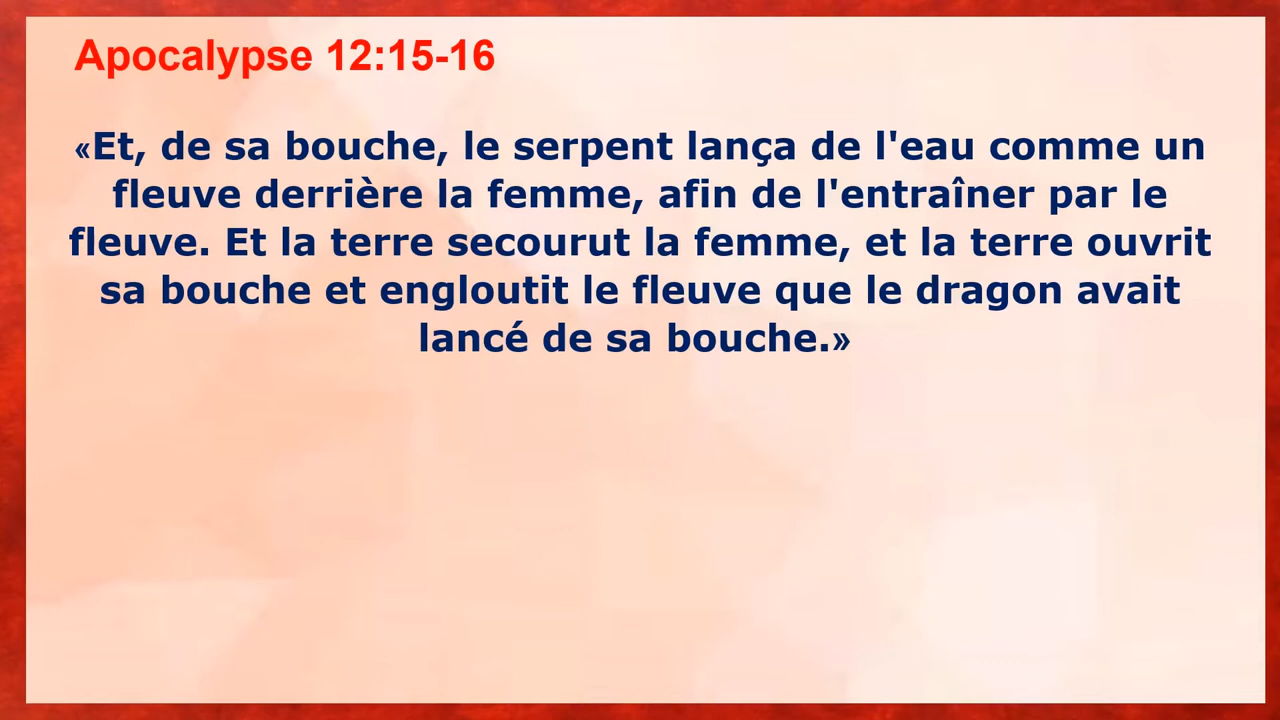 Apocalypse 12:15-16
«Et, de sa bouche, le serpent lança de l'eau comme un
fleuve derrière la femme, afin de l'entraîner par le
fleuve. Et la terre secourut la femme, et la terre ouvrit
sa bouche et engloutit le fleuve que le dragon avait
lancé de sa bouche.»